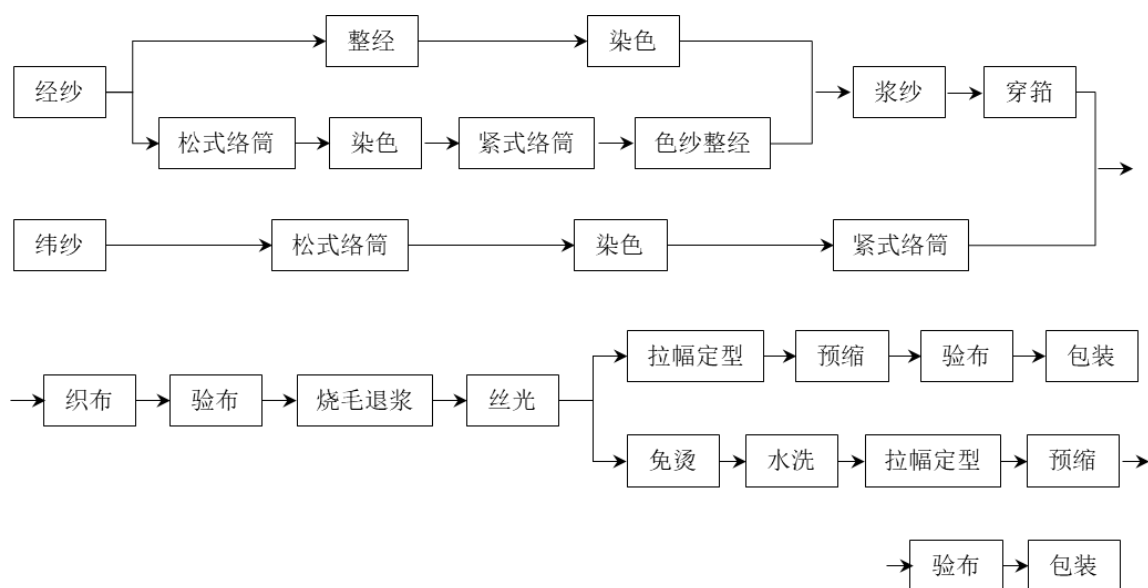 整经
染色
经纱
浆纱
穿筘
松式络筒
染色
紧式络筒
色纱整经
纬纱
松式络筒
染色
紧式络筒
拉幅定型
预缩
验布
包装
织布
验布
烧毛退浆
丝光
免烫
水洗
拉幅定型
预缩
验布
包装